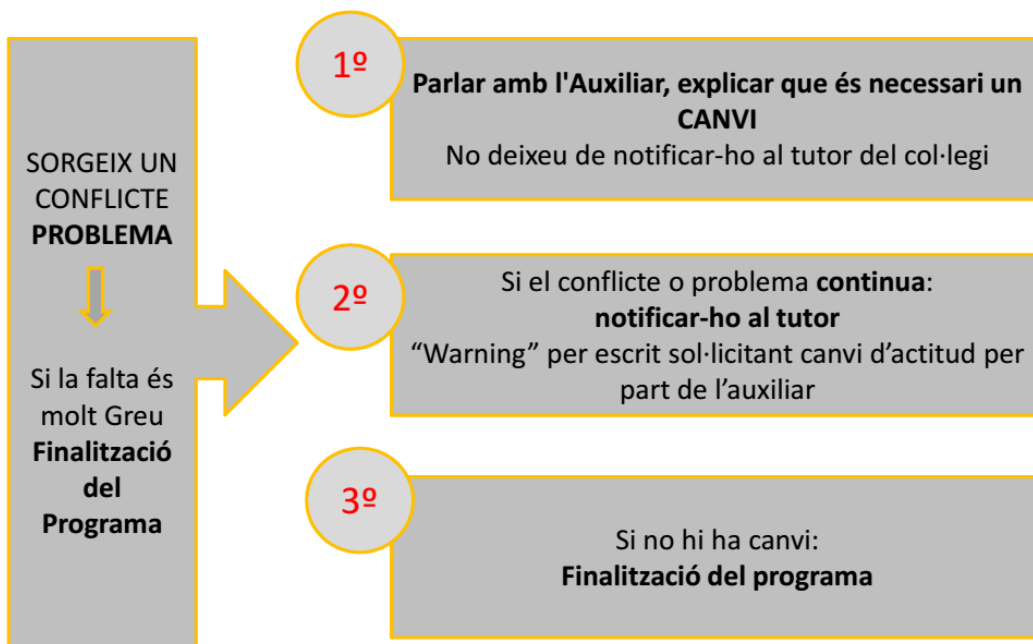 SORGEIX UN
CONFLICTE
PROBLEMA
Si la falta és
molt Greu
Finalització
del
Programa
1º
Parlar amb l'Auxiliar, explicar que és necessari un
CANVI
No deixeu de notificar-ho al tutor del col·legi
2º
Si el conflicte o problema continua:
notificar-ho al tutor
“Warning” per escrit sol·licitant canvi d’actitud per
part de l’auxiliar
3º
Si no hi ha canvi:
Finalització del programa